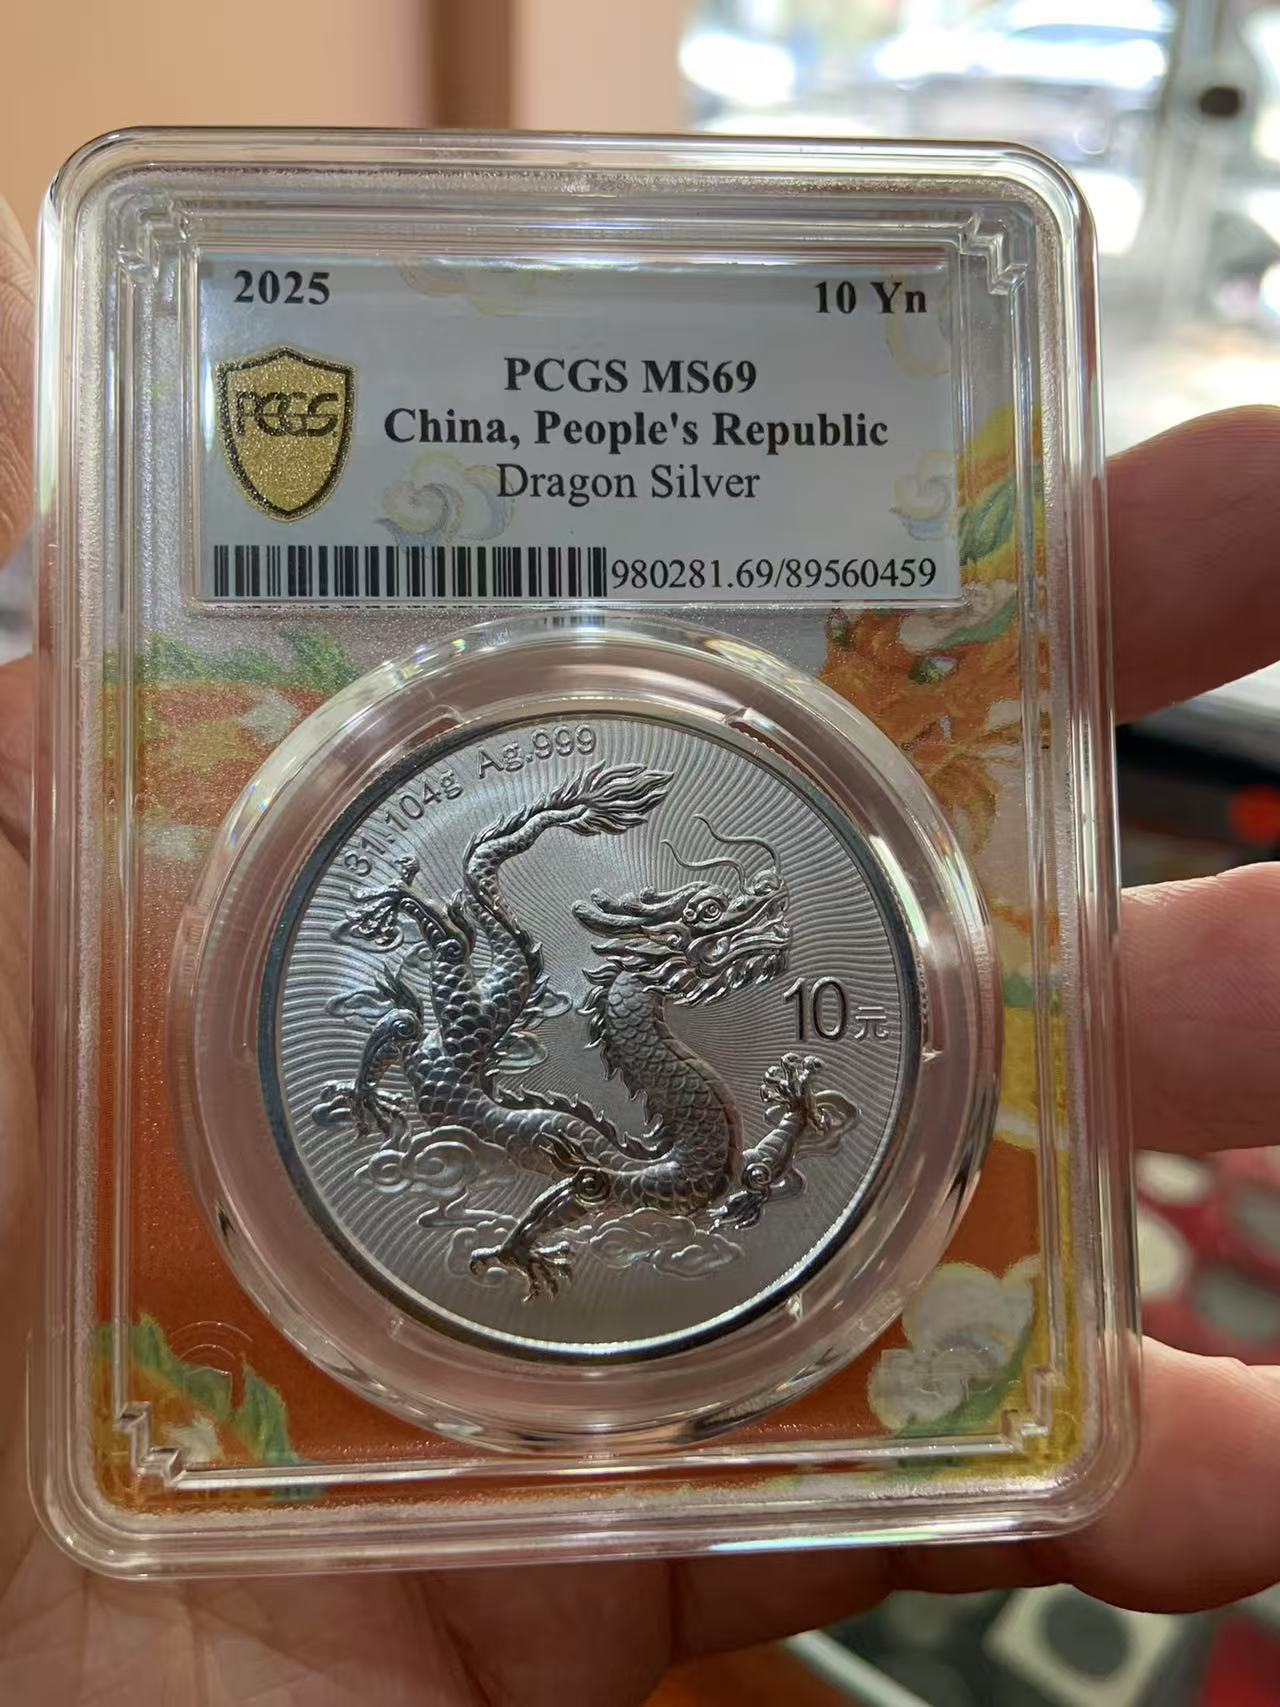 2025 10 Yn
PCGS MS69
PCGS
China, People's Republic
Dragon Silver
980281.69/89560459
31.104g Ag.999
10元